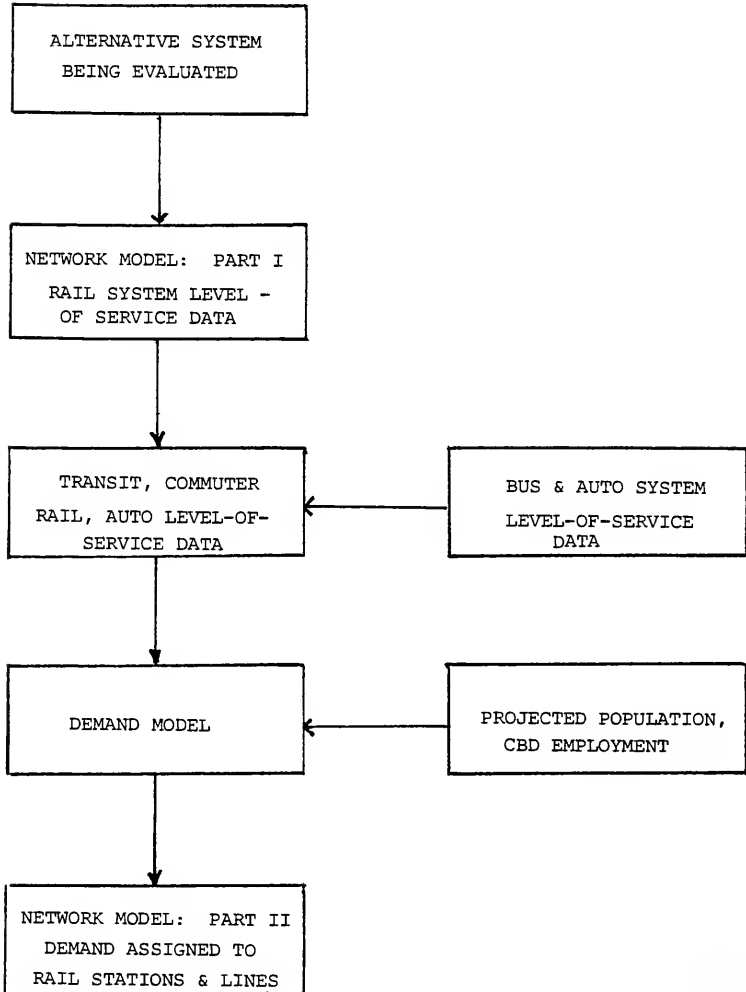 ALTERNATIVE SYSTEM
BEING EVALUATED
NETWORK MODEL: PART I
RAIL SYSTEM LEVEL -
OF SERVICE DATA
TRANSIT, COMMUTER
RAIL, AUTO LEVEL-OF-
SERVICE DATA
BUS & AUTO SYSTEM
LEVEL-OF-SERVICE
DATA
DEMAND MODEL
PROJECTED POPULATION,
CBD EMPLOYMENT
NETWORK MODEL: PART II
DEMAND ASSIGNED TO
RAIL STATIONS & LINES